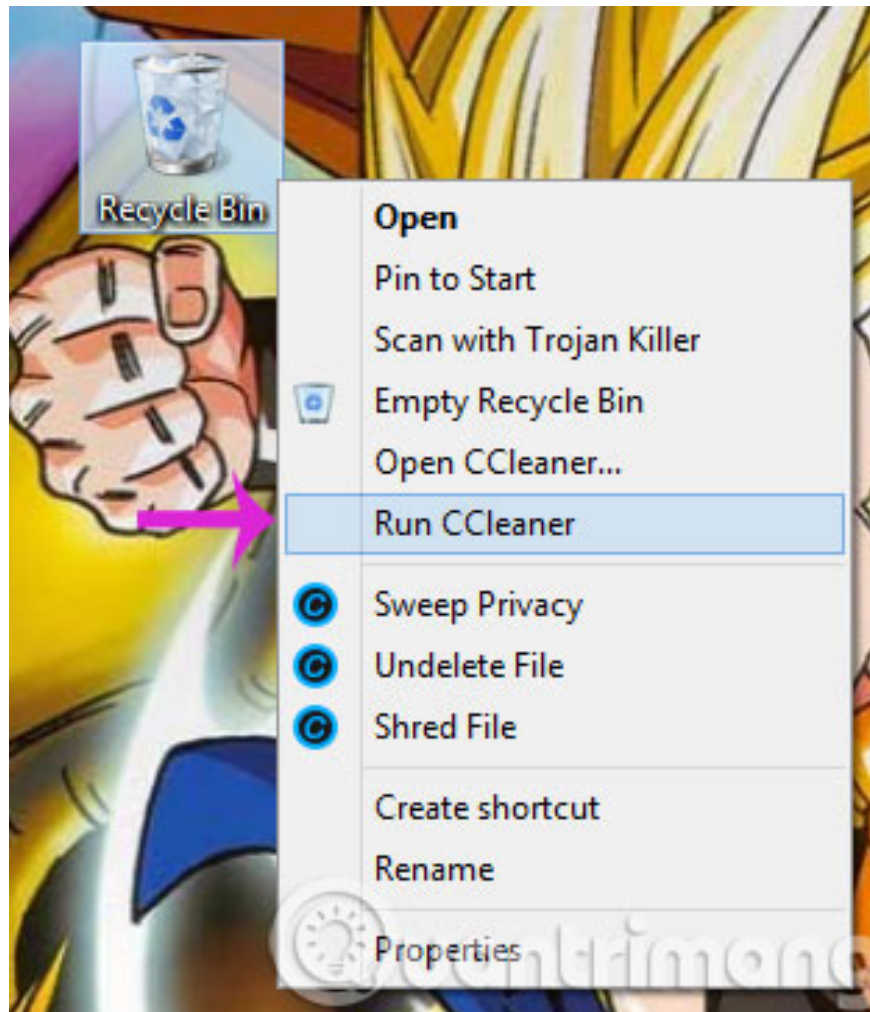 Recycle Bin
Open
Pin to Start
Scan with Trojan Killer
Empty Recycle Bin
Open CCleaner...
Run CCleaner
Sweep Privacy
Undelete File
Shred File
Create shortcut
Rename
Properties
uantrimang